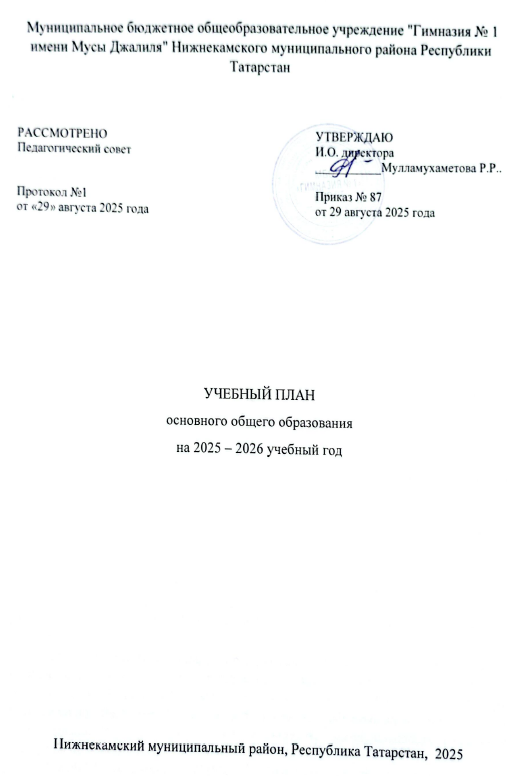 Муниципальное бюджетное общеобразовательное учреждение "Гимназия № 1
имени Мусы Джалиля" Нижнекамского муниципального района Республики
Татарстан
РАССМОТРЕНО
Педагогический совет
Протокол №1
от «29» августа 2025 года
УТВЕРЖДАЮ
И.О. директора
___________Мулламухаметова Р.Р..
Приказ № 87
от 29 августа 2025 года
УЧЕБНЫЙ ПЛАН
основного общего образования
на 2025 – 2026 учебный год
Нижнекамский муниципальный район, Республика Татарстан, 2025